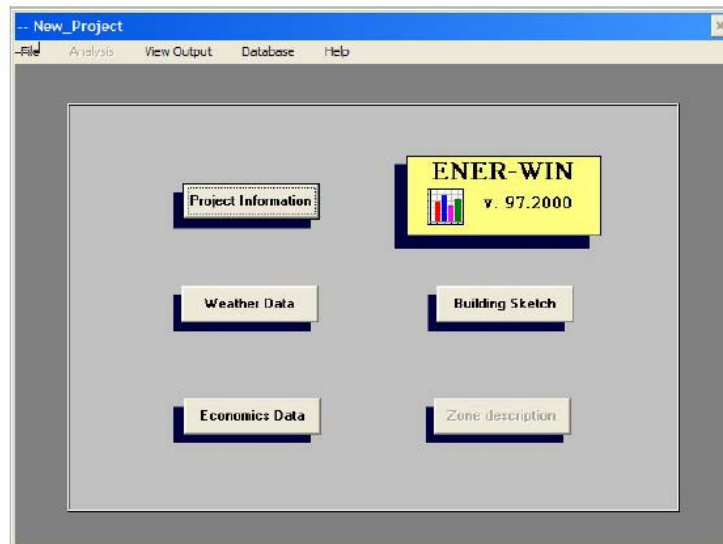 -- New_Project
File Analysis View Output Database Help
ENER-WIN
v. 97.2000
Project Information
Weather Data
Building Sketch
Economics Data
Zone description